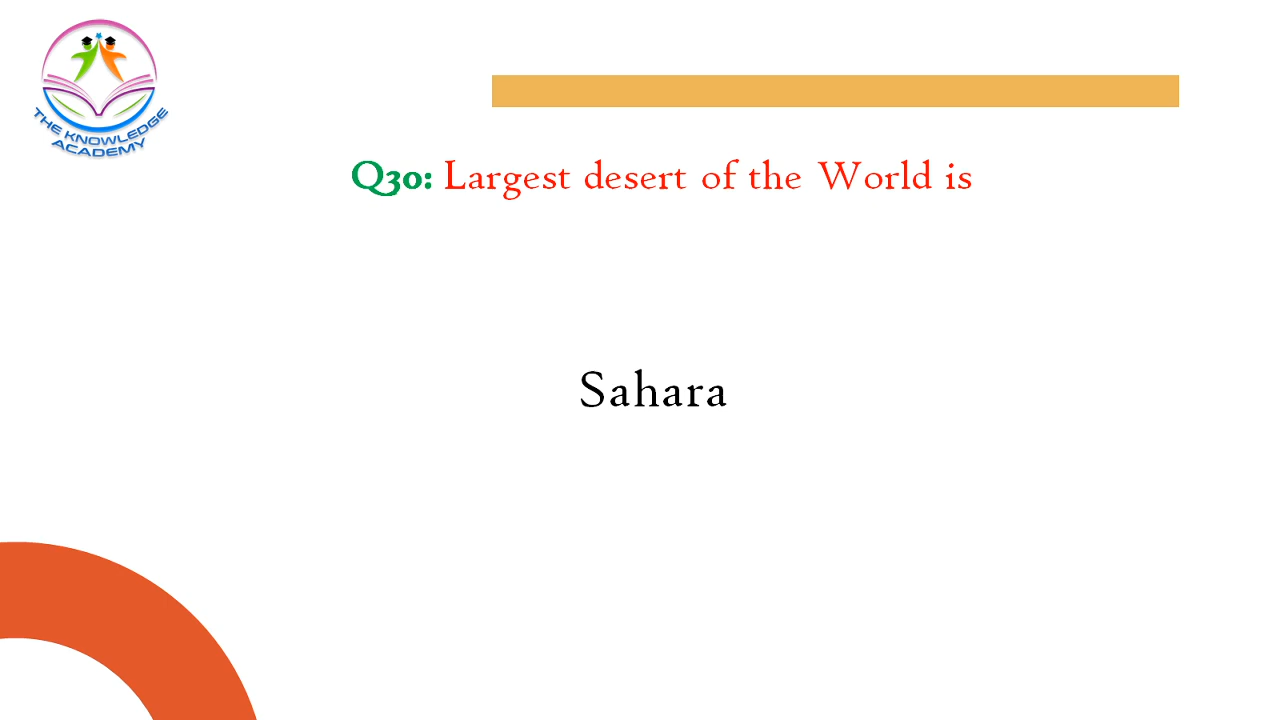 THE KNOWLEDGE
ACADEMY
Q30: Largest desert of the World is
Sahara